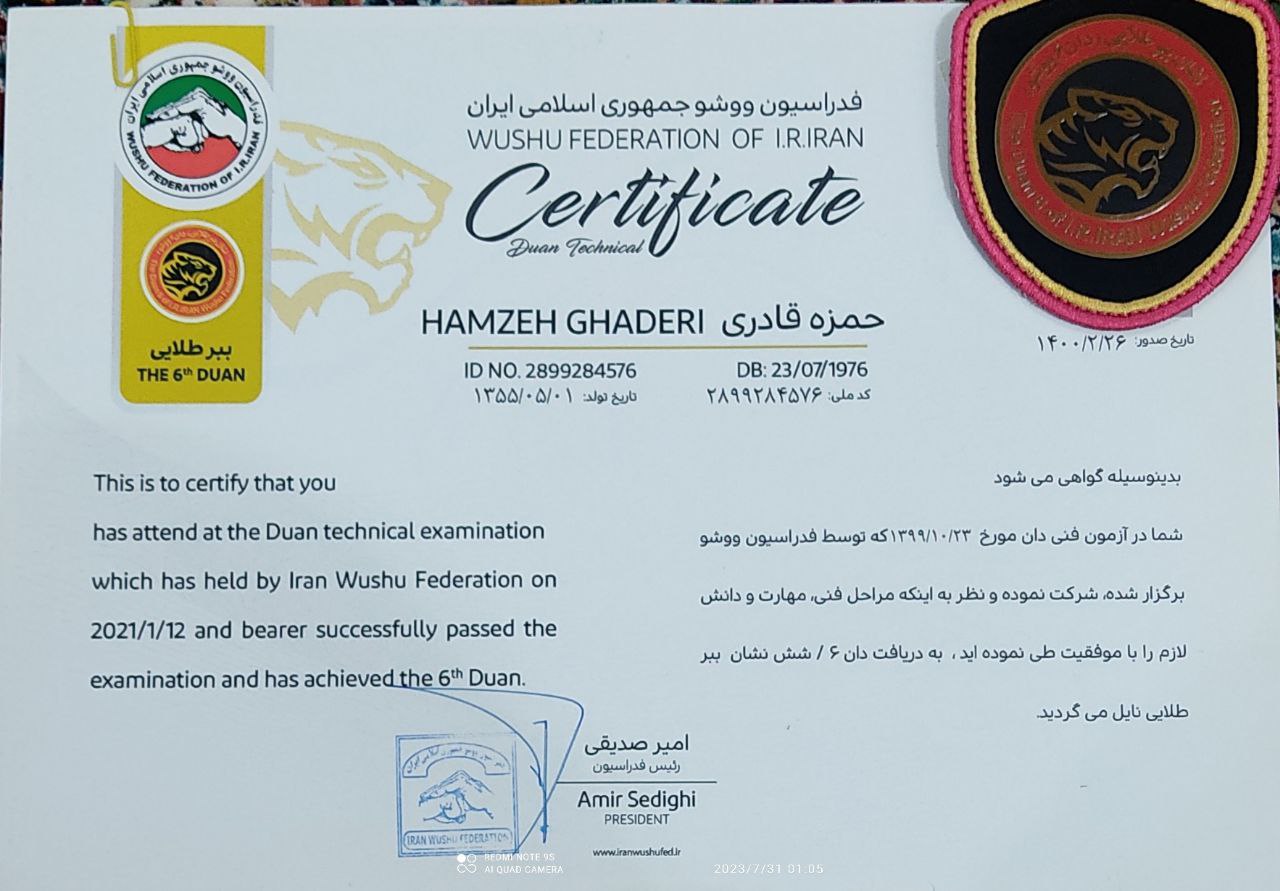 فدراسیون ووشو جمهوری اسلامی ایران
WUSHU FEDERATION OF I.R.IRAN
فدراسیون ووشو جمهوری اسلامی ایران
WUSHU FEDERATION OF I.R.IRAN
Certificate
Duan Technical
ببر طلایی
THE 6th DUAN
HAMZEH GHADERI حمزه قادری
تاریخ صدور: ۱۴۰۰/۲/۲۶
ID NO. 2899284576 DB: 23/07/1976
تاریخ تولد: ۱۳۵۵/۰۵/۰۱ کد ملی: ۲۸۹۹۲۸۴۵۷۶
This is to certify that you
has attend at the Duan technical examination
which has held by Iran Wushu Federation on
2021/1/12 and bearer successfully passed the
examination and has achieved the 6th Duan.
بدینوسیله گواهی می شود
شما در آزمون فنی دان مورخ ۱۳۹۹/۱۰/۲۳ که توسط فدراسیون ووشو
برگزار شده، شرکت نموده و نظر به اینکه مراحل فنی، مهارت و دانش
لازم را با موفقیت طی نموده اید ، به دریافت دان ۶ / شش نشان ببر
طلایی نایل می گردید.
امیر صدیقی
رئیس فدراسیون
Amir Sedighi
PRESIDENT
www.iranwushufed.ir
IRAN WUSHU FEDERATION
REDMI NOTE 9S
AI QUAD CAMERA
2023/7/31 01:05